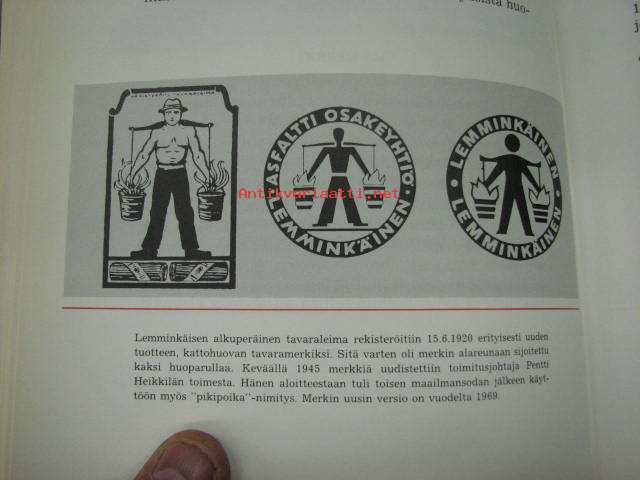 huo-
ASFALTTI OSAKEYHTIÖ
LEMMINKÄINEN
LEMMINKÄINEN
LEMMINKÄINEN
Antikvariaatti.net
Lemminkäisen alkuperäinen tavaraleima rekisteröitiin 15.6.1920 erityisesti uuden
tuotteen, kattohuovan tavaramerkiksi. Sitä varten oli merkin alareunaan sijoitettu
kaksi huoparullaa. Keväällä 1945 merkkiä uudistettiin toimitusjohtaja Pentti
Heikkilän toimesta. Hänen aloitteestaan tuli toisen maailmansodan jälkeen käyt-
töön myös "pikipoika"-nimitys. Merkin uusin versio on vuodelta 1969.